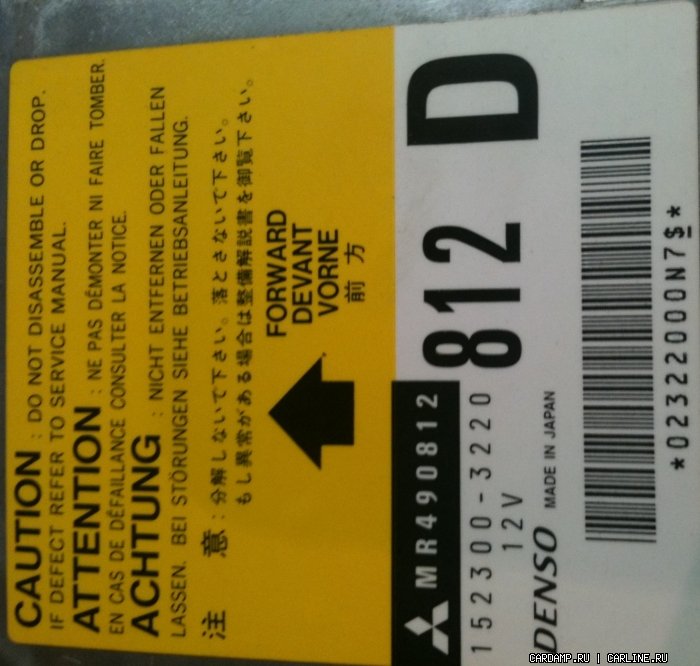 CAUTION : DO NOT DISASSEMBLE OR DROP.
IF DEFECT REFER TO SERVICE MANUAL.
ATTENTION : NE PAS DÉMONTER NI FAIRE TOMBER.
EN CAS DE DÉFAILLANCE CONSULTER LA NOTICE.
ACHTUNG : NICHT ENTFERNEN ODER FALLEN
LASSEN. BEI STÖRUNGEN SIEHE BETRIEBSANLEITUNG.
注 意 : 分解しないで下さい。落とさないで下さい。
もし異常がある場合は整備解説書を御覧下さい。
FORWARD
DEVANT
VORNE
前 方
MR490812
812 D
152300-3220
12V
DENSO MADE IN JAPAN
*02322000N7$*
CARDAMP.RU | CARLINE.RU